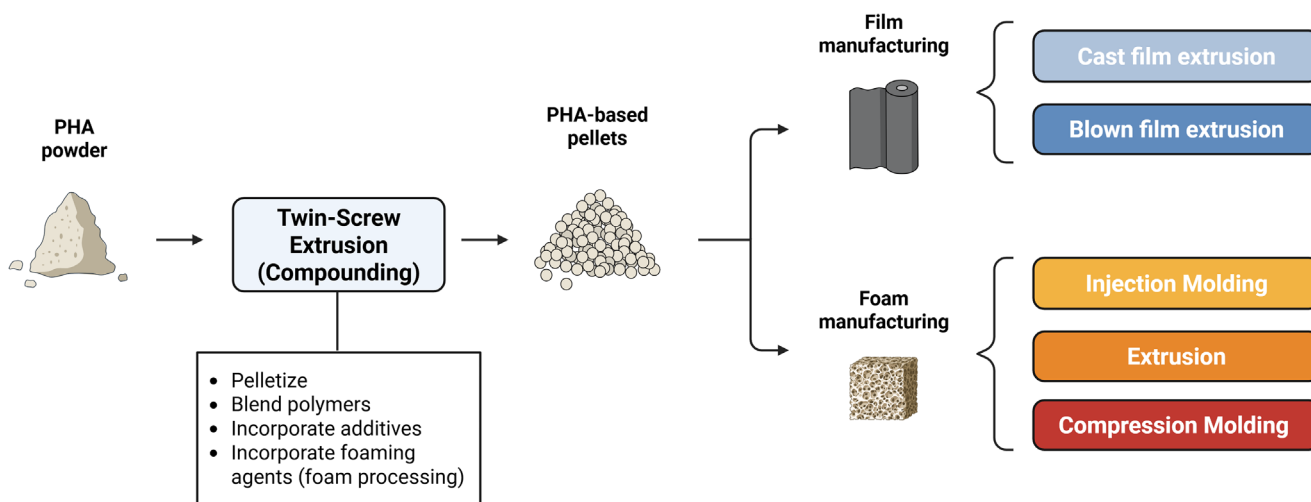 PHA
powder
Twin-Screw
Extrusion
(Compounding)
• Pelletize
• Blend polymers
• Incorporate additives
• Incorporate foaming
agents (foam processing)
PHA-based
pellets
Film
manufacturing
Cast film extrusion
Blown film extrusion
Foam
manufacturing
Injection Molding
Extrusion
Compression Molding